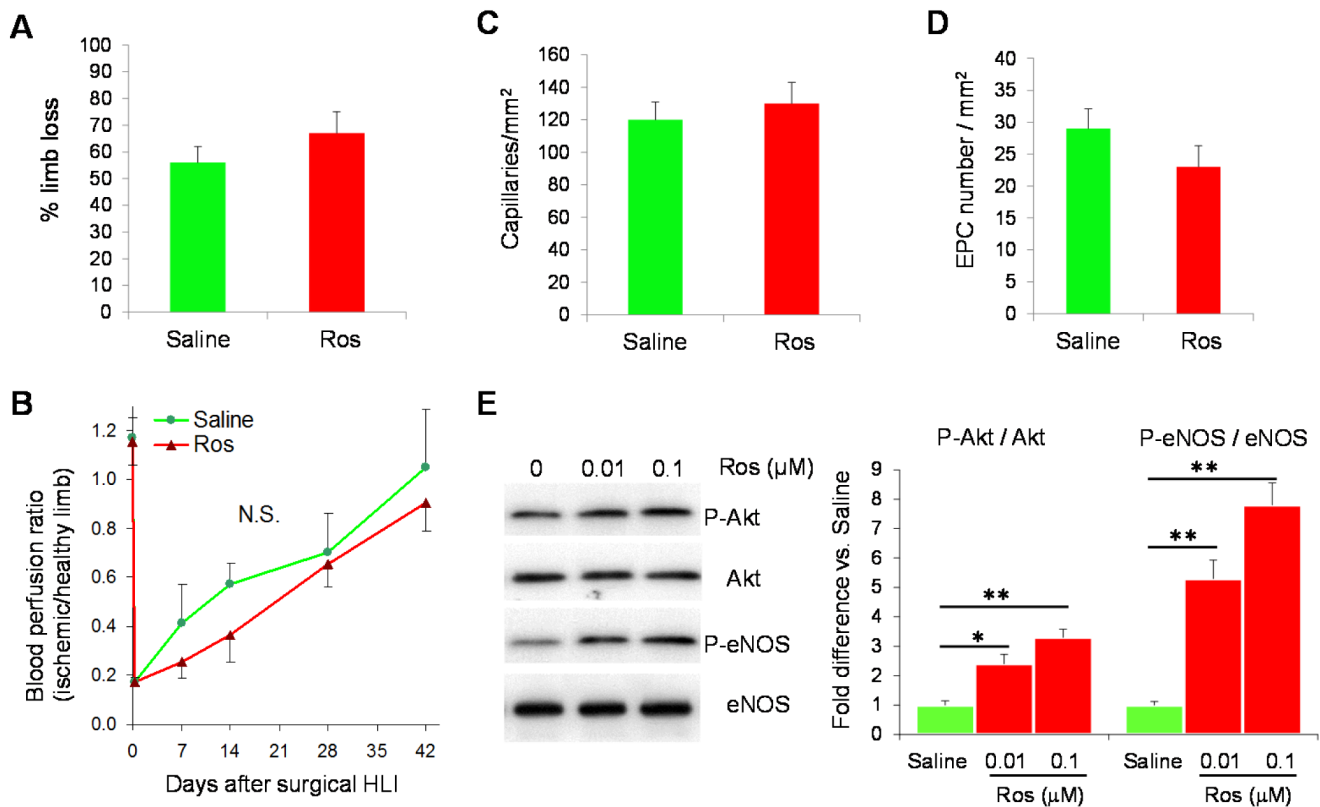 A
% limb loss
100
90
80
70
60
50
40
30
20
10
0
Saline Ros
C
Capillaries/mm²
160
140
120
100
80
60
40
20
0
Saline Ros
D
EPC number / mm²
40
35
30
25
20
15
10
5
0
Saline Ros
B
Blood perfusion ratio
(ischemic/healthy limb)
Saline
Ros
N.S.
1.2
1.0
0.8
0.6
0.4
0.2
0.0
0 7 14 21 28 35 42
Days after surgical HLI
E
0 0.01 0.1 Ros (µM)
P-Akt
Akt
P-eNOS
eNOS
P-Akt / Akt P-eNOS / eNOS
Fold difference vs. Saline
9
8
7
6
5
4
3
2
1
0
**
*
**
**
Saline 0.01 0.1 Saline 0.01 0.1
Ros (µM) Ros (µM)